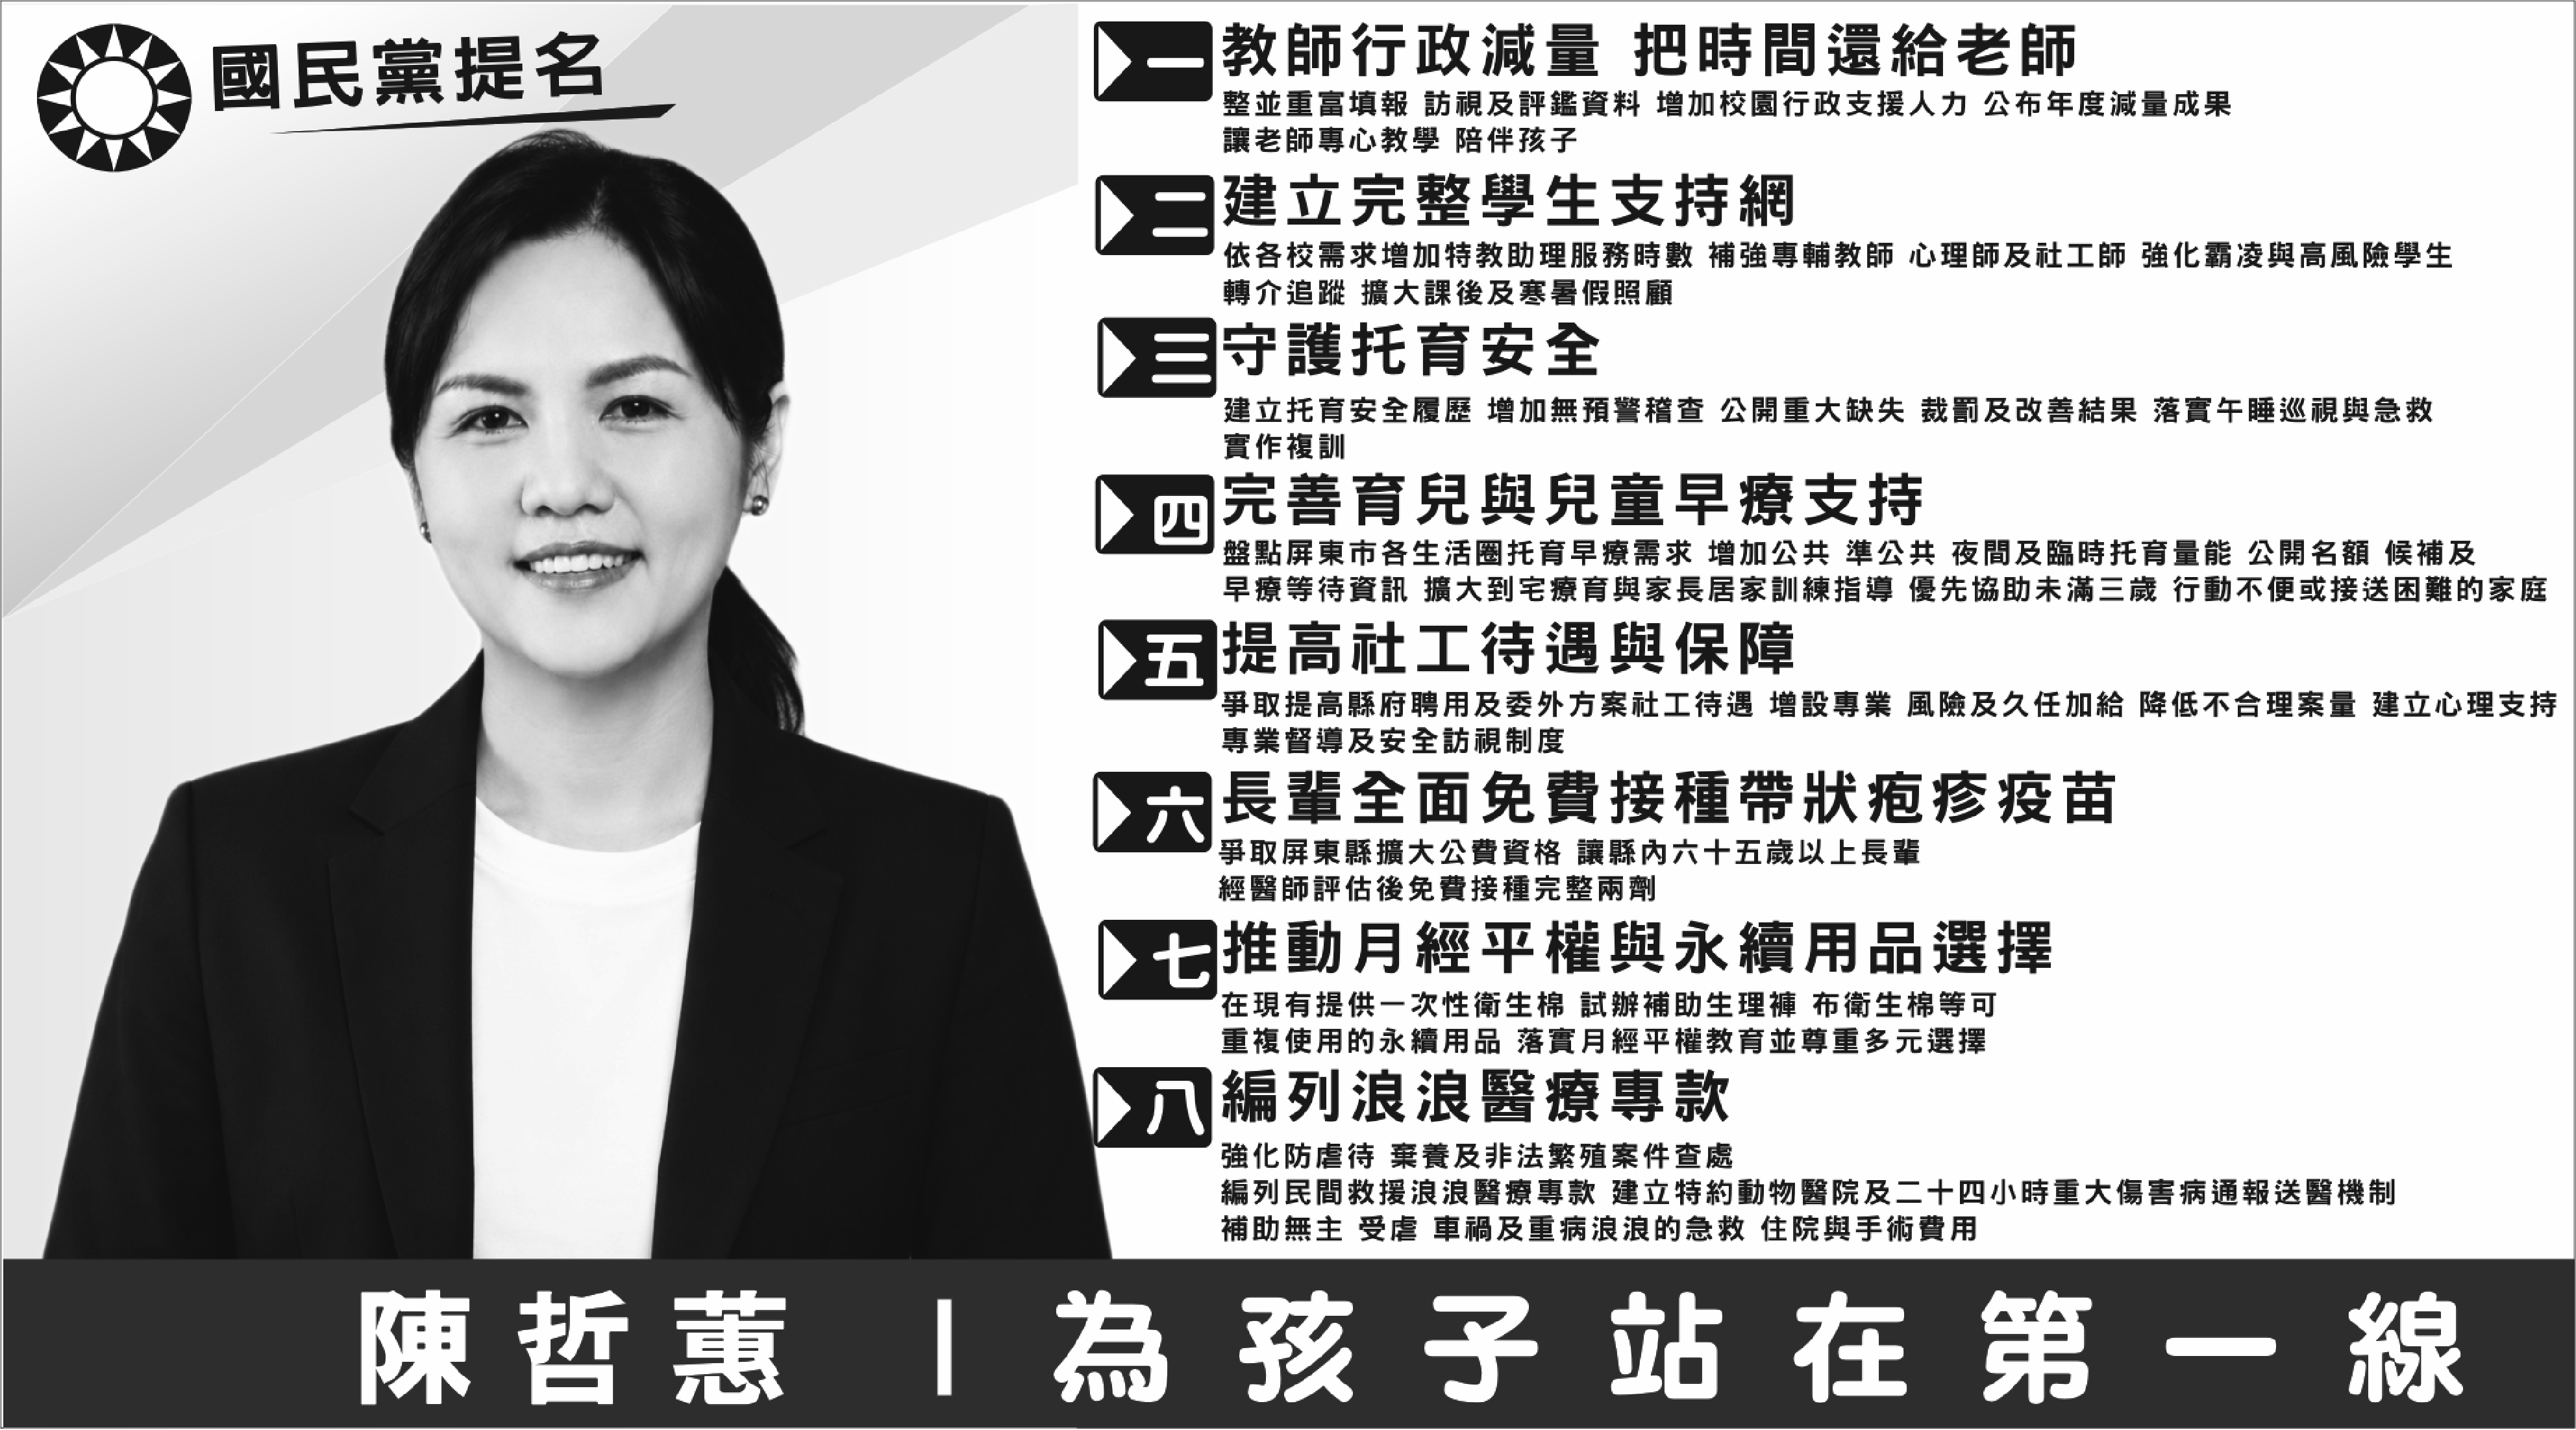 國民黨提名
一 教師行政減量 把時間還給老師
整並重富填報 訪視及評鑑資料 增加校園行政支援人力 公布年度減量成果
讓老師專心教學 陪伴孩子
二 建立完整學生支持網
依各校需求增加特教助理服務時數 補強專輔教師 心理師及社工師 強化霸凌與高風險學生
轉介追蹤 擴大課後及寒暑假照顧
三 守護托育安全
建立托育安全履歷 增加無預警稽查 公開重大缺失 裁罰及改善結果 落實午睡巡視與急救
實作複訓
四 完善育兒與兒童早療支持
盤點屏東市各生活圈托育早療需求 增加公共 準公共 夜間及臨時托育量能 公開名額 候補及
早療等待資訊 擴大到宅療育與家長居家訓練指導 優先協助未滿三歲 行動不便或接送困難的家庭
五 提高社工待遇與保障
爭取提高縣府聘用及委外方案社工待遇 增設專業 風險及久任加給 降低不合理案量 建立心理支持
專業督導及安全訪視制度
六 長輩全面免費接種帶狀疱疹疫苗
爭取屏東縣擴大公費資格 讓縣內六十五歲以上長輩
經醫師評估後免費接種完整兩劑
七 推動月經平權與永續用品選擇
在現有提供一次性衛生棉 試辦補助生理褲 布衛生棉等可
重複使用的永續用品 落實月經平權教育並尊重多元選擇
八 編列浪浪醫療專款
強化防虐待 棄養及非法繁殖案件查處
編列民間救援浪浪醫療專款 建立特約動物醫院及二十四小時重大傷害病通報送醫機制
補助無主 受虐 車禍及重病浪浪的急救 住院與手術費用
陳哲蕙 | 為孩子站在第一線